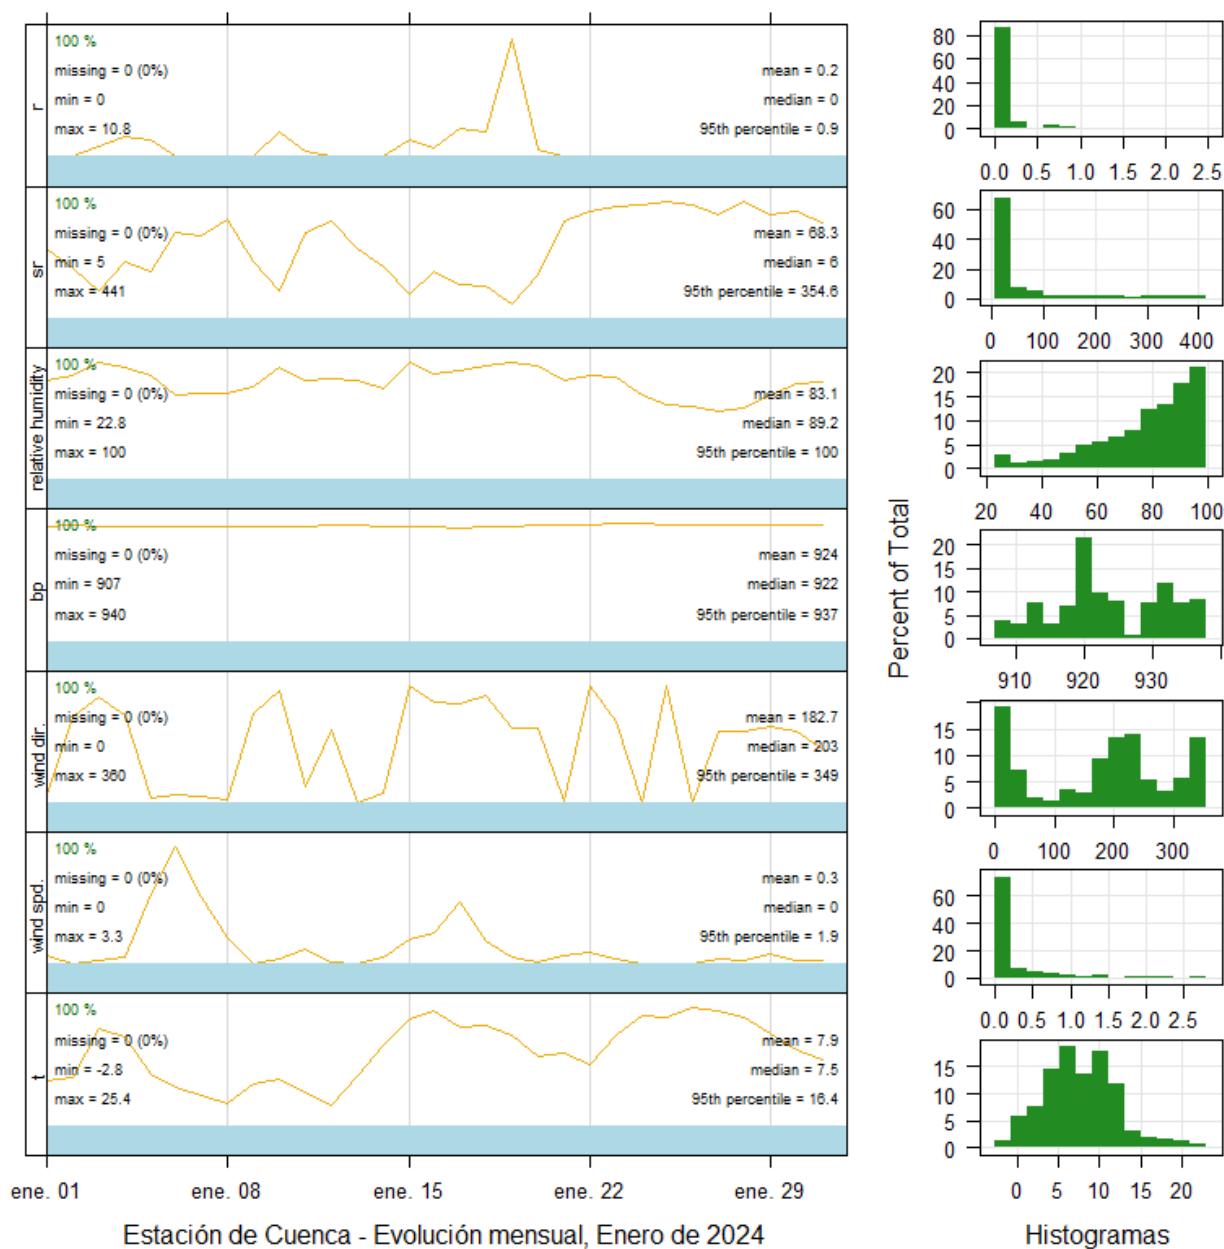 r
100 %
missing = 0 (0%)
min = 0
max = 10.8
mean = 0.2
median = 0
95th percentile = 0.9
sr
100 %
missing = 0 (0%)
min = 5
max = 441
mean = 68.3
median = 6
95th percentile = 354.6
relative humidity
100 %
missing = 0 (0%)
min = 22.8
max = 100
mean = 83.1
median = 89.2
95th percentile = 100
bp
100 %
missing = 0 (0%)
min = 907
max = 940
mean = 924
median = 922
95th percentile = 937
wind dir.
100 %
missing = 0 (0%)
min = 0
max = 360
mean = 182.7
median = 203
95th percentile = 349
wind spd.
100 %
missing = 0 (0%)
min = 0
max = 3.3
mean = 0.3
median = 0
95th percentile = 1.9
t
100 %
missing = 0 (0%)
min = -2.8
max = 25.4
mean = 7.9
median = 7.5
95th percentile = 16.4
ene. 01 ene. 08 ene. 15 ene. 22 ene. 29
Estación de Cuenca - Evolución mensual, Enero de 2024
Percent of Total
80
60
40
20
0
0.0 0.5 1.0 1.5 2.0 2.5
60
40
20
0
0 100 200 300 400
20
15
10
5
0
20 40 60 80 100
20
15
10
5
0
910 920 930
15
10
5
0
0 100 200 300
60
40
20
0
0.0 0.5 1.0 1.5 2.0 2.5
15
10
5
0
0 5 10 15 20
Histogramas